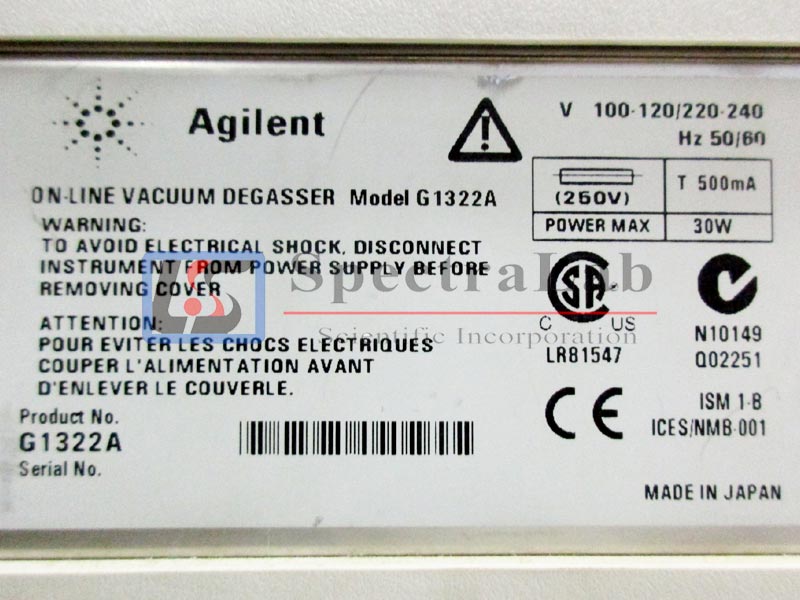 Agilent
V 100-120/220-240
Hz 50/60
ON-LINE VACUUM DEGASSER Model G1322A
(250V)
T 500mA
POWER MAX
30W
WARNING:
TO AVOID ELECTRICAL SHOCK, DISCONNECT
INSTRUMENT FROM POWER SUPPLY BEFORE
REMOVING COVER
SpectraLab
Scientific Incorporation
ATTENTION:
POUR EVITER LES CHOCS ELECTRIQUES
COUPER L'ALIMENTATION AVANT
D'ENLEVER LE COUVERLE.
SA
C US
LR81547
N10149
Q02251
CE
ISM 1-B
ICES/NMB-001
Product No.
G1322A
Serial No.
MADE IN JAPAN